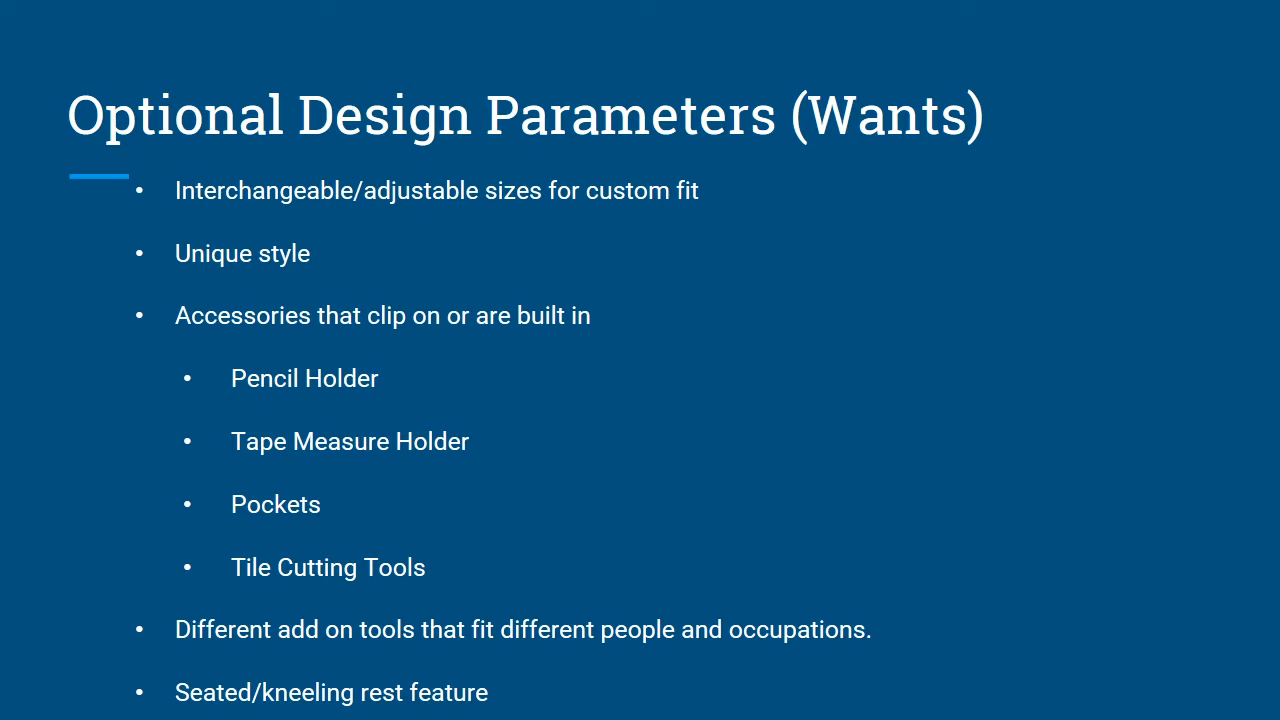 Optional Design Parameters (Wants)
• Interchangeable/adjustable sizes for custom fit
• Unique style
• Accessories that clip on or are built in
• Pencil Holder
• Tape Measure Holder
• Pockets
• Tile Cutting Tools
• Different add on tools that fit different people and occupations.
• Seated/kneeling rest feature